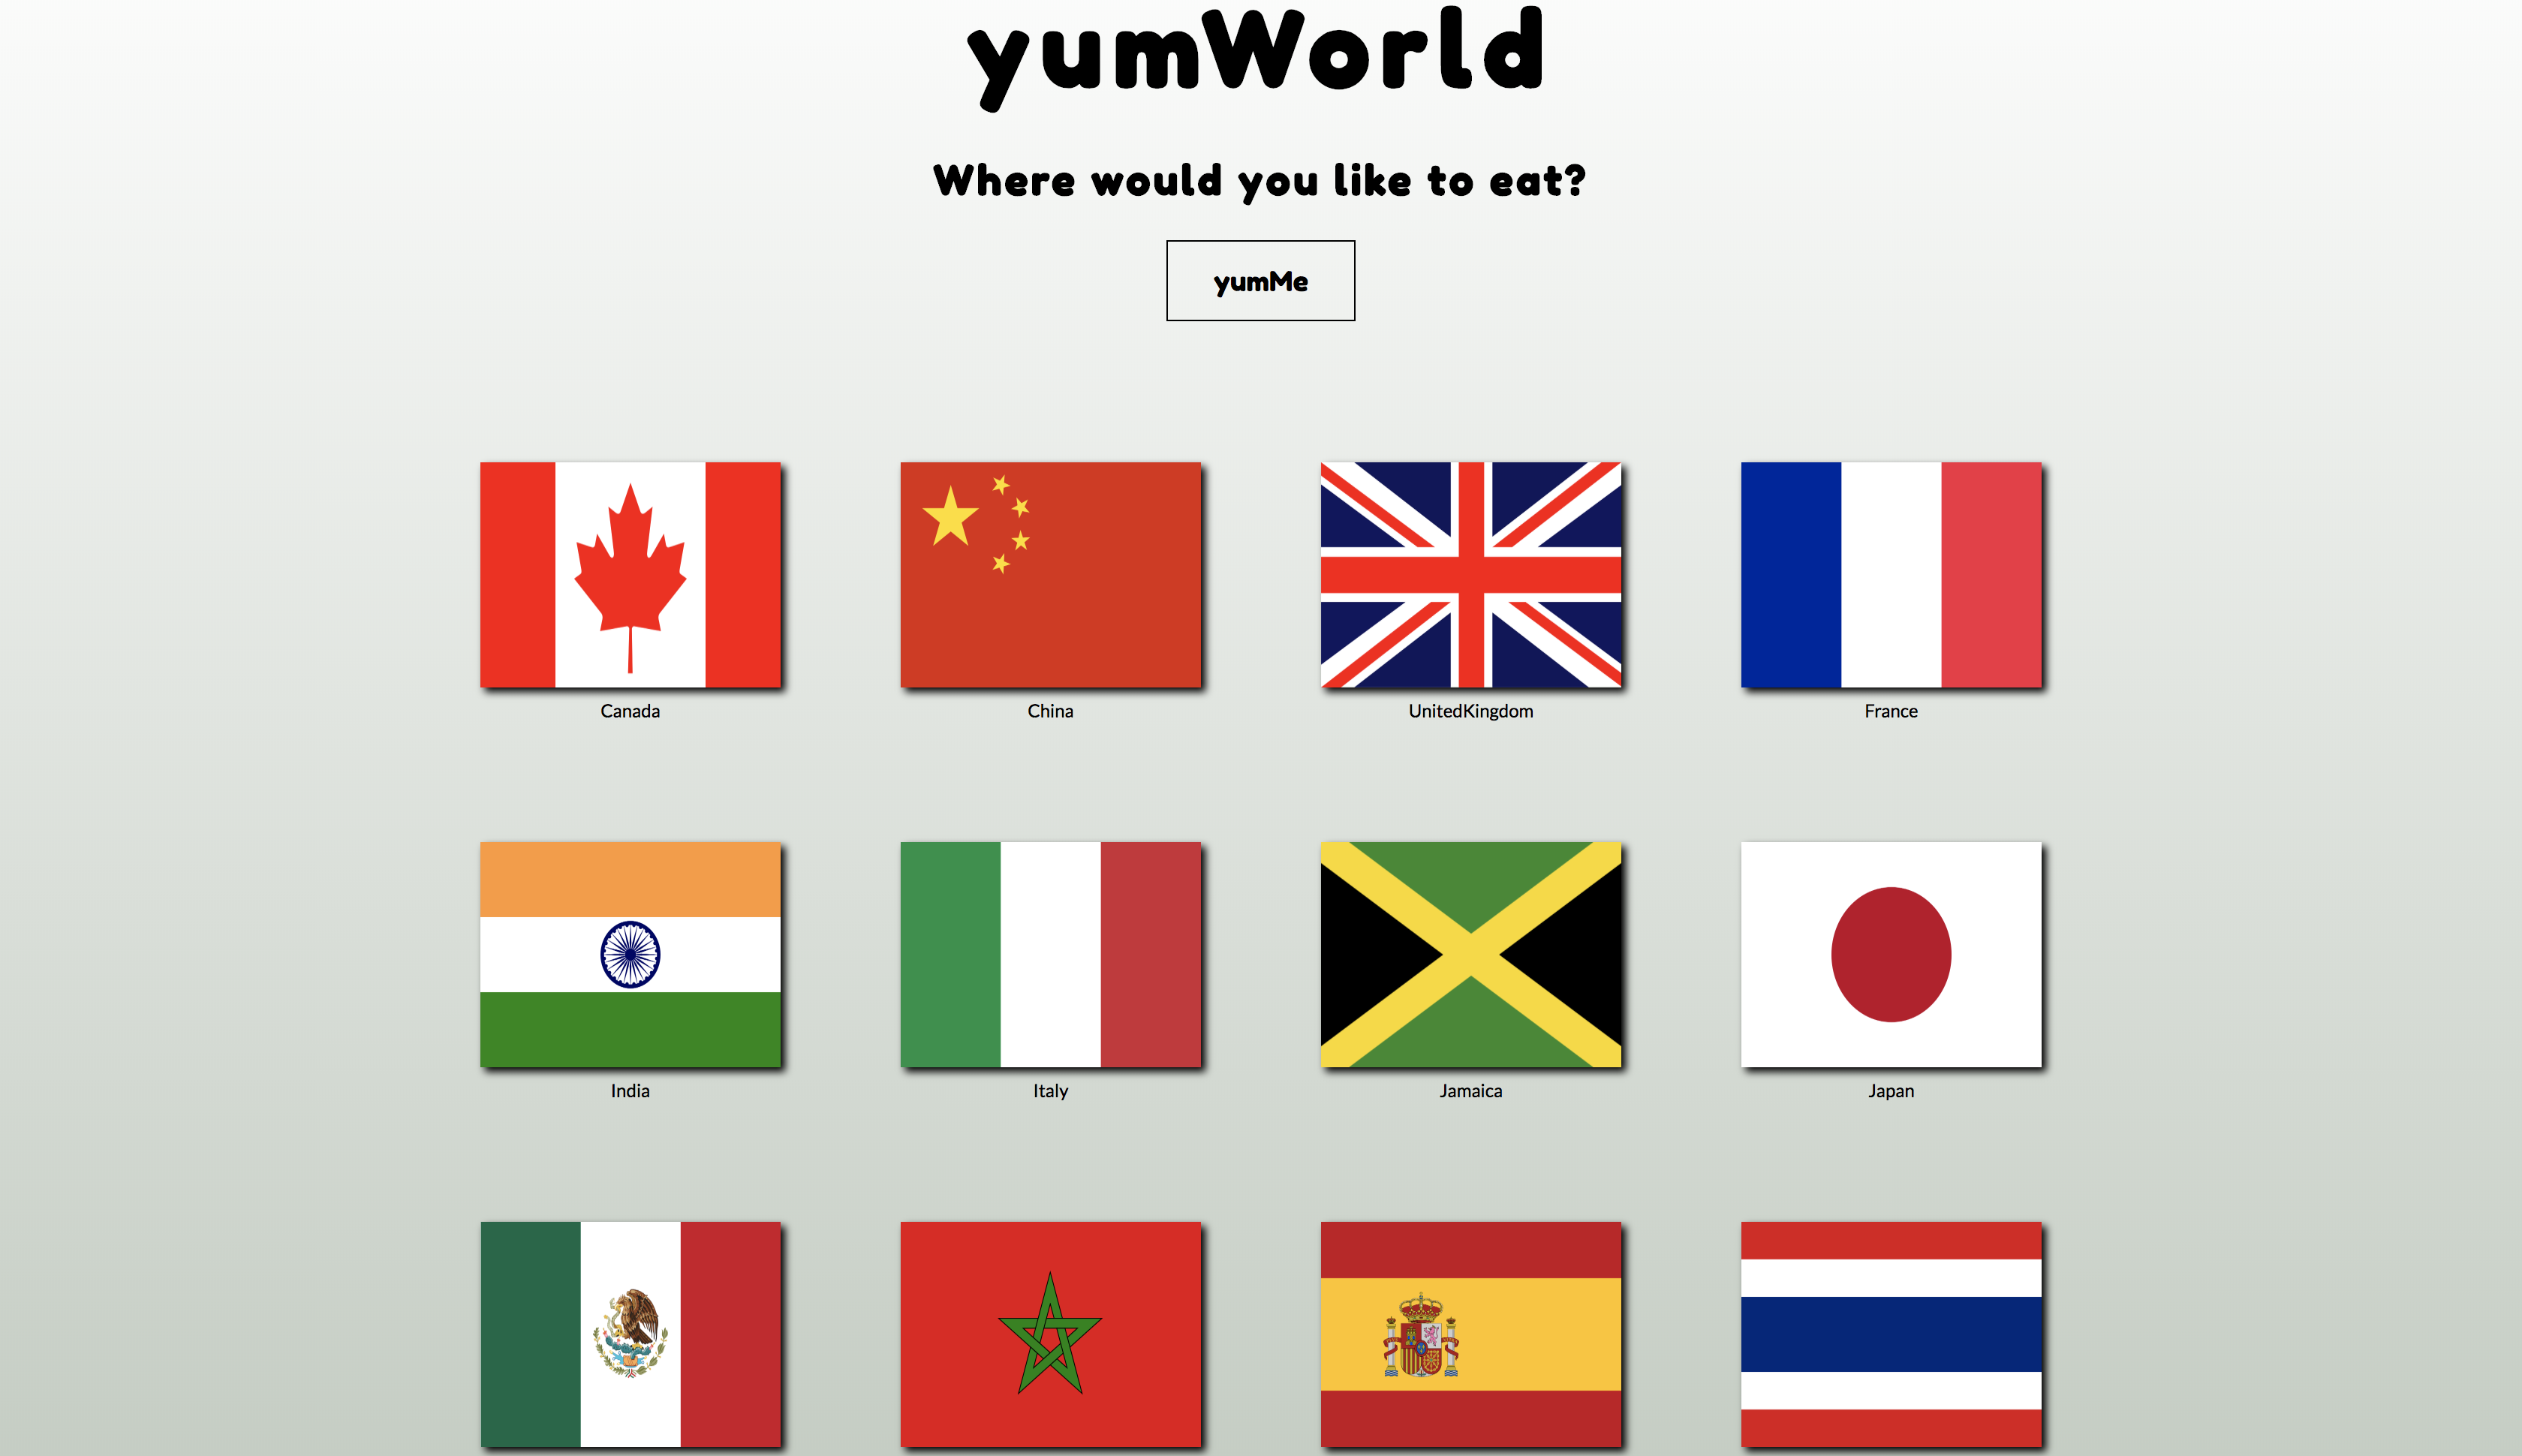 yumWorld
Where would you like to eat?
yumMe
Canada
China
UnitedKingdom
France
India
Italy
Jamaica
Japan